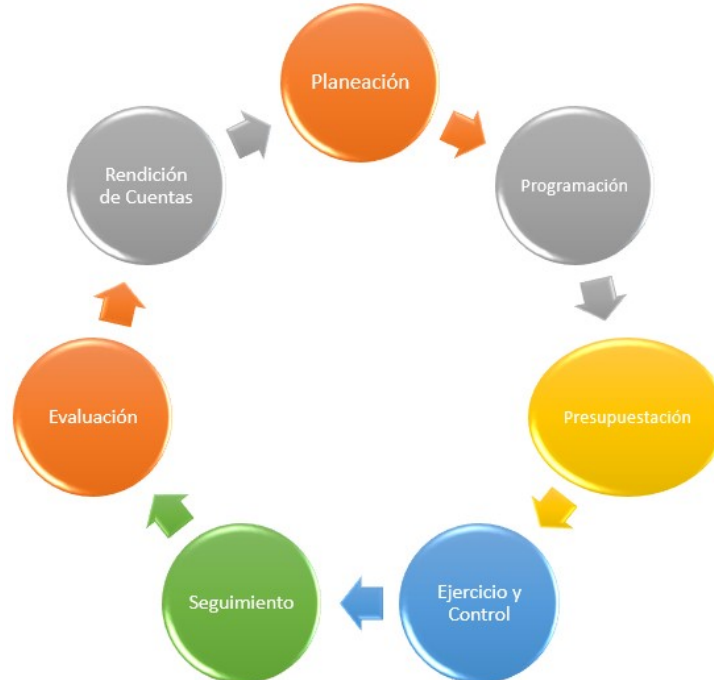 Planeación
Programación
Presupuestación
Ejercicio y
Control
Seguimiento
Evaluación
Rendición
de Cuentas